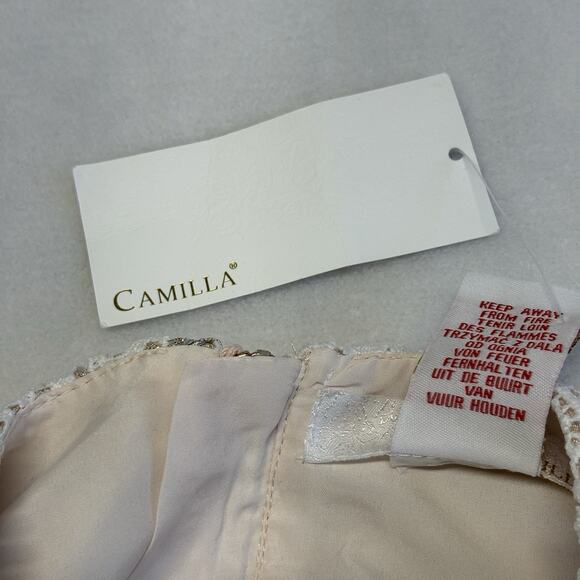 CAMILLA®
KEEP AWAY
FROM FIRE
TENIR LOIN
DES FLAMMES
TRZYMAĆ Z DALA
OD OGNIA
VON FEUER
FERNHALTEN
UIT DE BUURT
VAN
VUUR HOUDEN